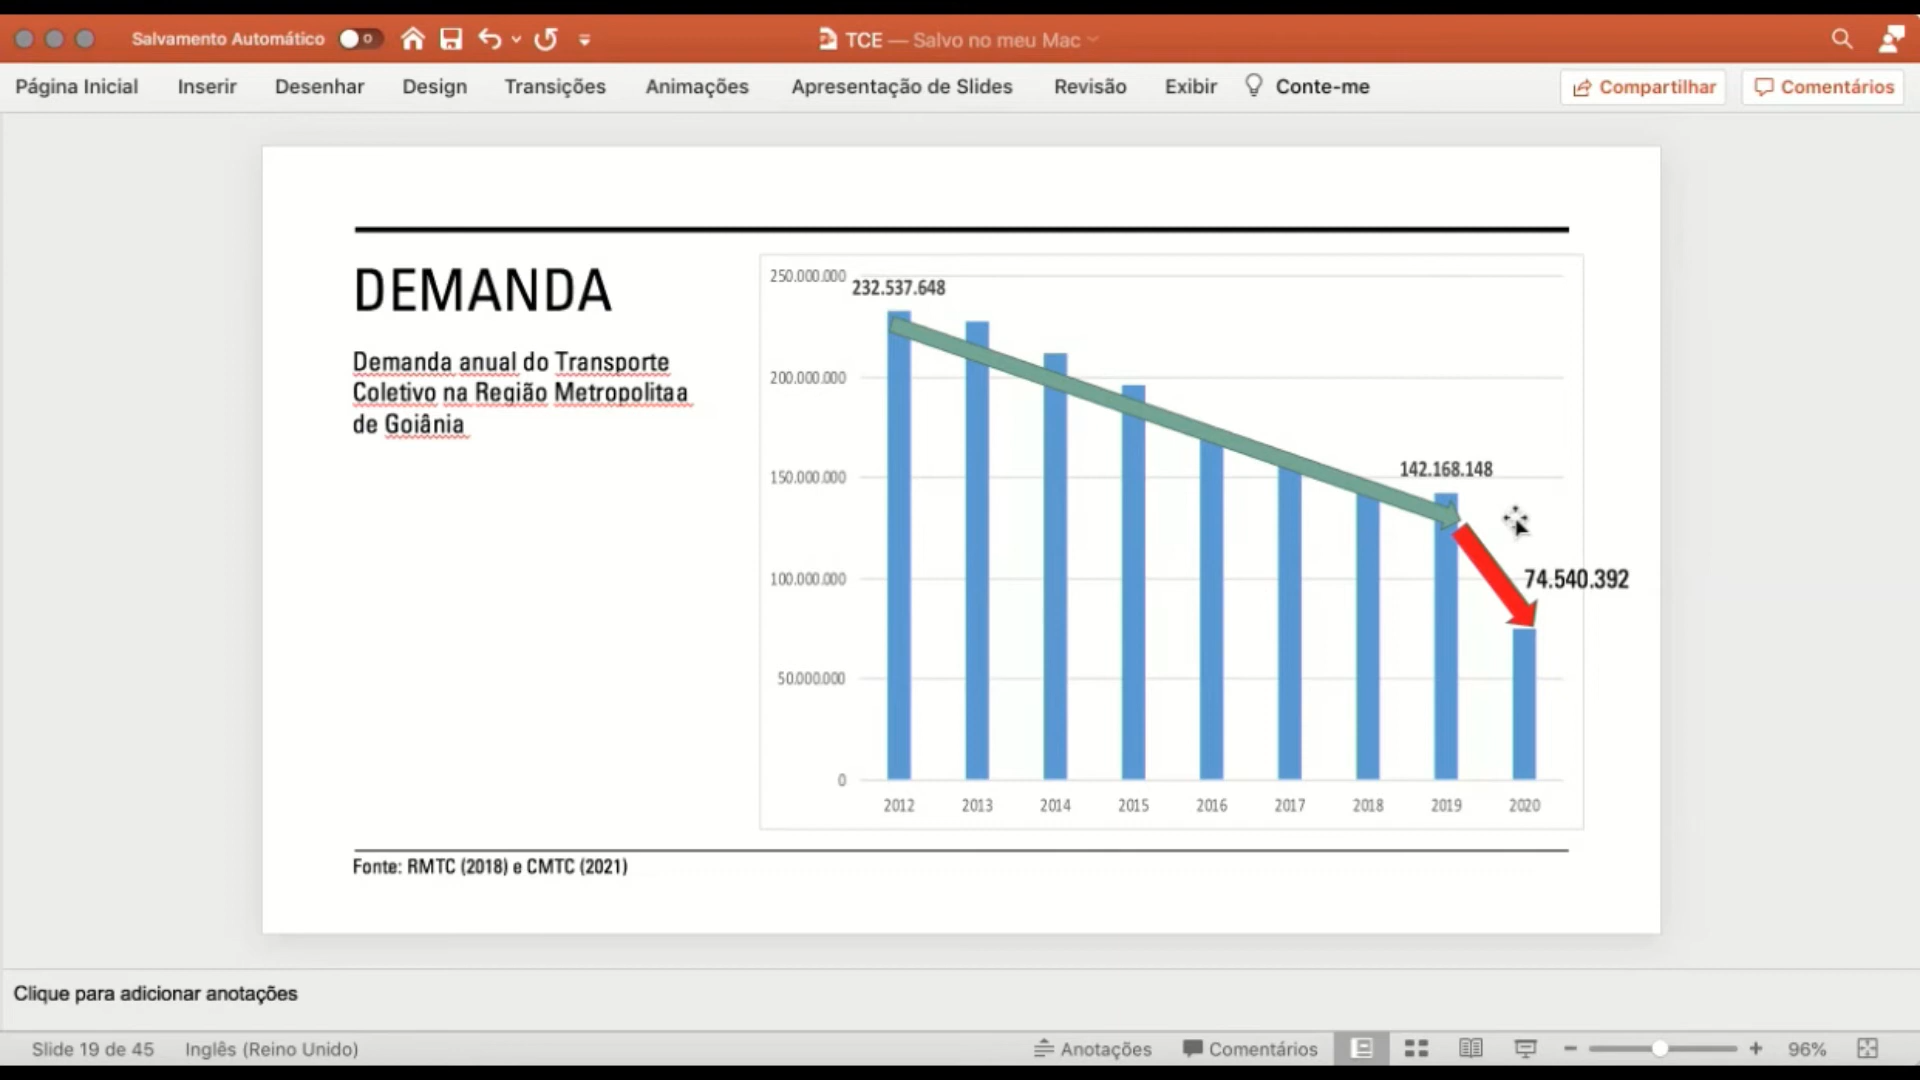 Salvamento Automático
TCE — Salvo no meu Mac
Página Inicial Inserir Desenhar Design Transições Animações Apresentação de Slides Revisão Exibir Conte-me Compartilhar Comentários
DEMANDA
Demanda anual do Transporte
Coletivo na Região Metropolitaa
de Goiânia
250.000.000
232.537.648
200.000.000
150.000.000
142.168.148
100.000.000
74.540.392
50.000.000
0
2012 2013 2014 2015 2016 2017 2018 2019 2020
Fonte: RMTC (2018) e CMTC (2021)
Clique para adicionar anotações
Slide 19 de 45 Inglês (Reino Unido) Anotações Comentários 96%